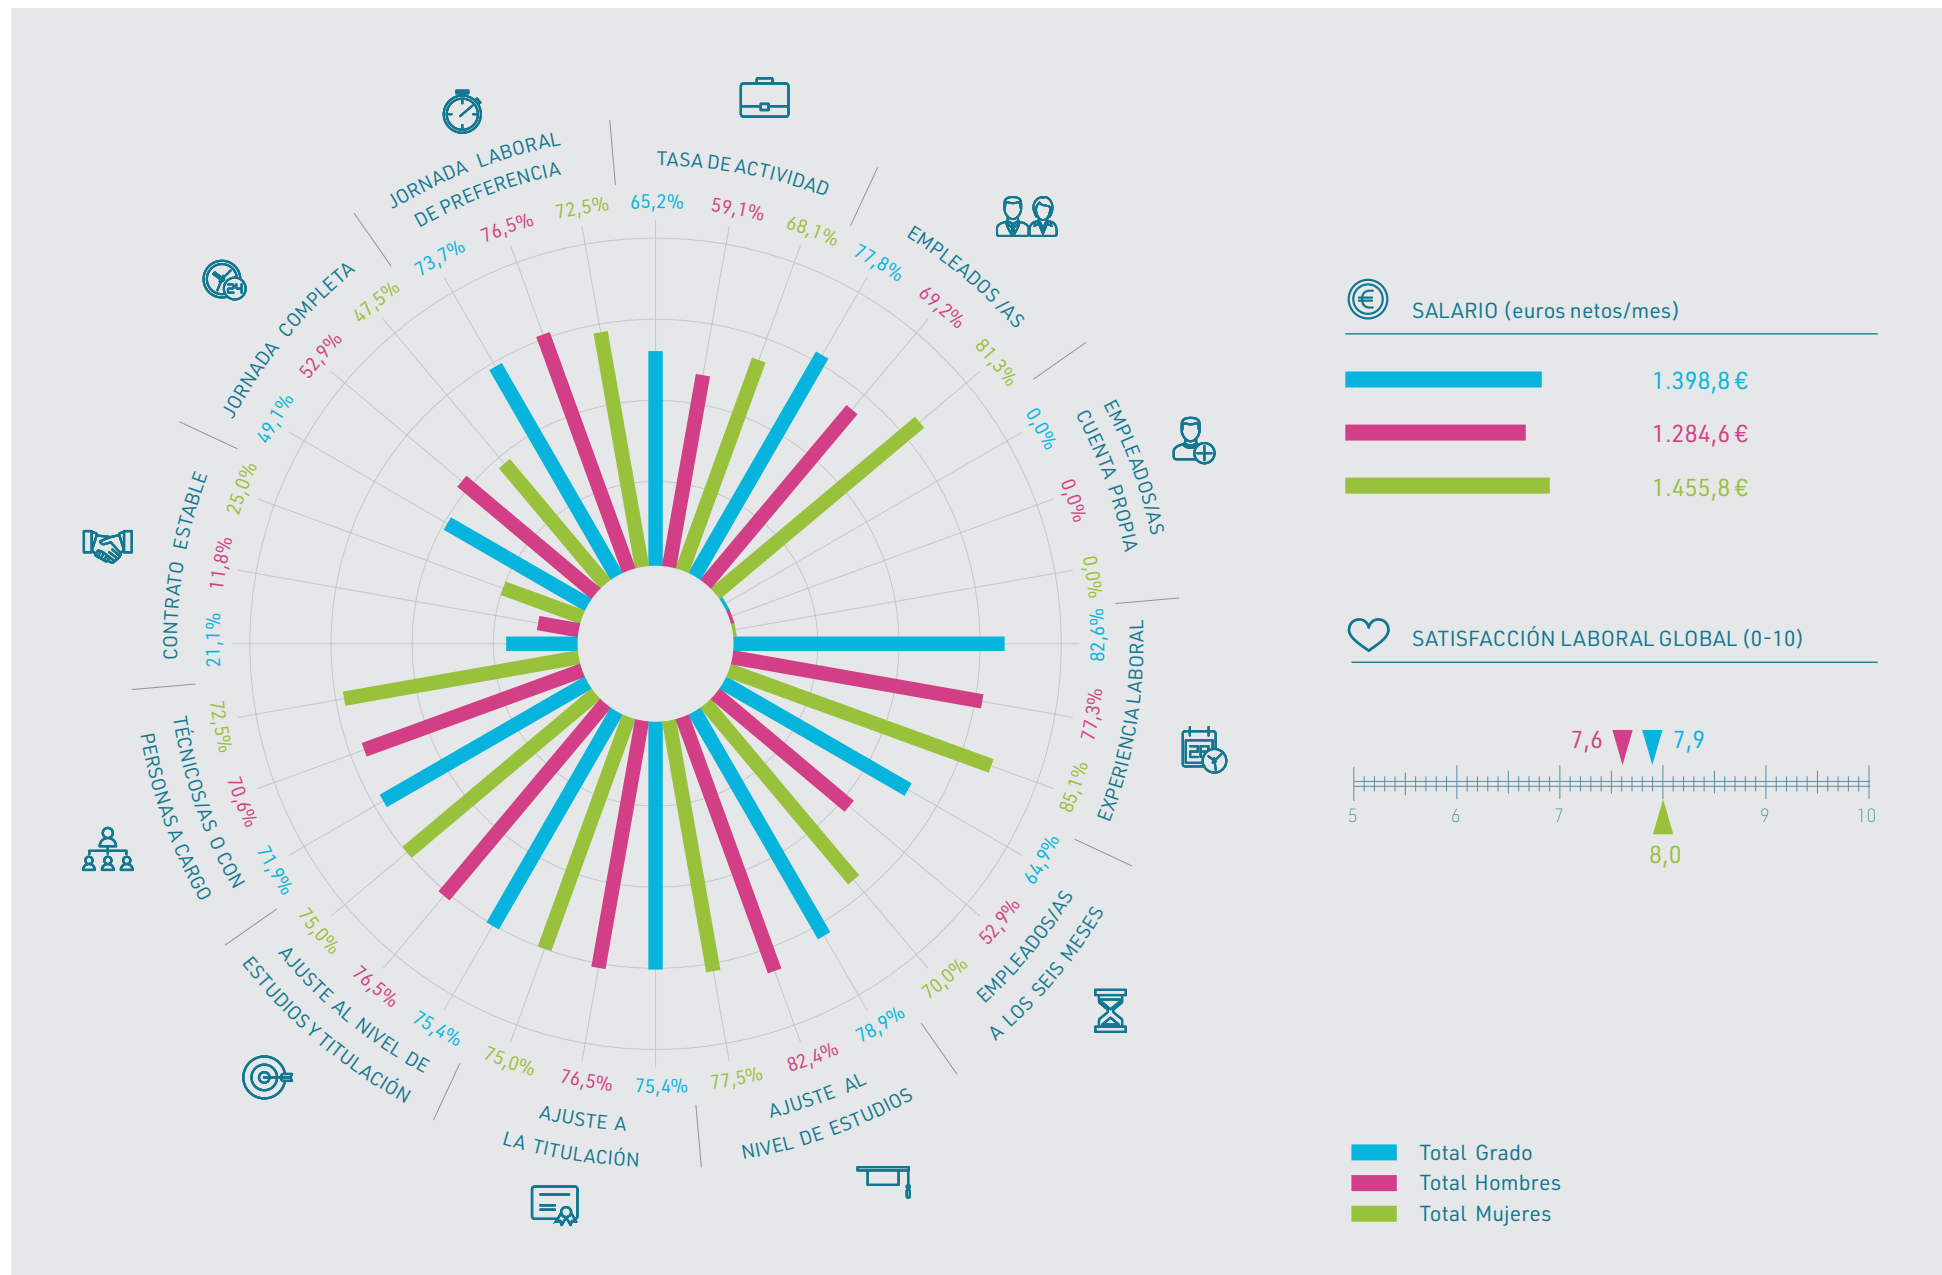 TASA DE ACTIVIDAD
65,2%
59,1%
68,1%
EMPLEADOS /AS
77,8%
69,2%
81,3%
EMPLEADOS/AS
CUENTA PROPIA
0,0%
0,0%
0,0%
EXPERIENCIA LABORAL
82,6%
77,3%
85,1%
EMPLEADOS/AS
A LOS SEIS MESES
64,9%
52,9%
70,0%
AJUSTE AL
NIVEL DE ESTUDIOS
78,9%
82,4%
77,5%
AJUSTE A
LA TITULACIÓN
75,4%
76,5%
75,0%
AJUSTE AL NIVEL DE
ESTUDIOS Y TITULACIÓN
75,4%
76,5%
75,0%
TÉCNICOS/AS O CON
PERSONAS A CARGO
71,9%
70,6%
72,5%
CONTRATO ESTABLE
21,1%
11,8%
25,0%
JORNADA COMPLETA
24
49,1%
52,9%
47,5%
JORNADA LABORAL
DE PREFERENCIA
73,7%
76,5%
72,5%
€ SALARIO (euros netos/mes)
1.398,8 €
1.284,6 €
1.455,8 €
SATISFACCIÓN LABORAL GLOBAL (0-10)
7,6 7,9
5 6 7 9 10
8,0
Total Grado
Total Hombres
Total Mujeres